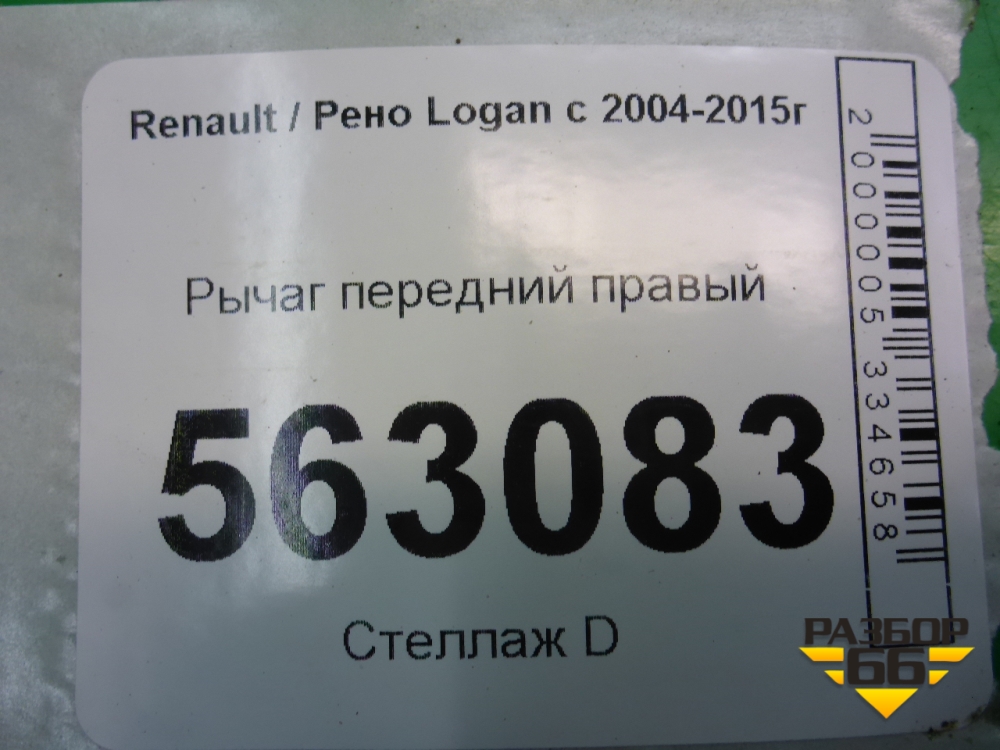 Renault / Рено Logan с 2004-2015г
Рычаг передний правый
563083
Стеллаж D
2000005334658
РАЗБОР
66